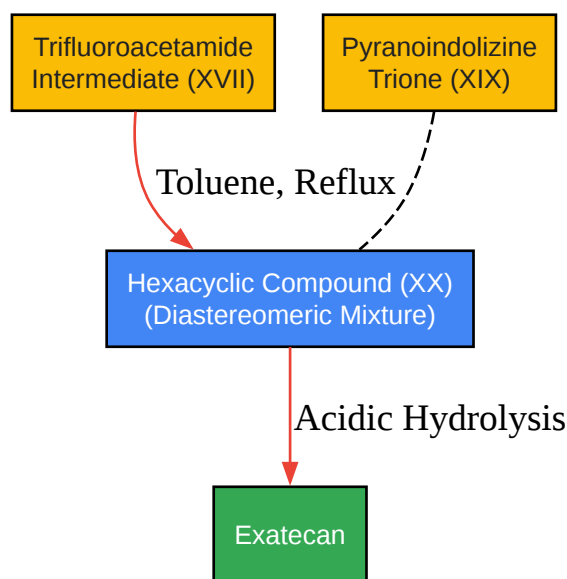 Trifluoroacetamide
Intermediate (XVII)
Pyranoindolizine
Trione (XIX)
Toluene, Reflux
Hexacyclic Compound (XX)
(Diastereomeric Mixture)
Acidic Hydrolysis
Exatecan